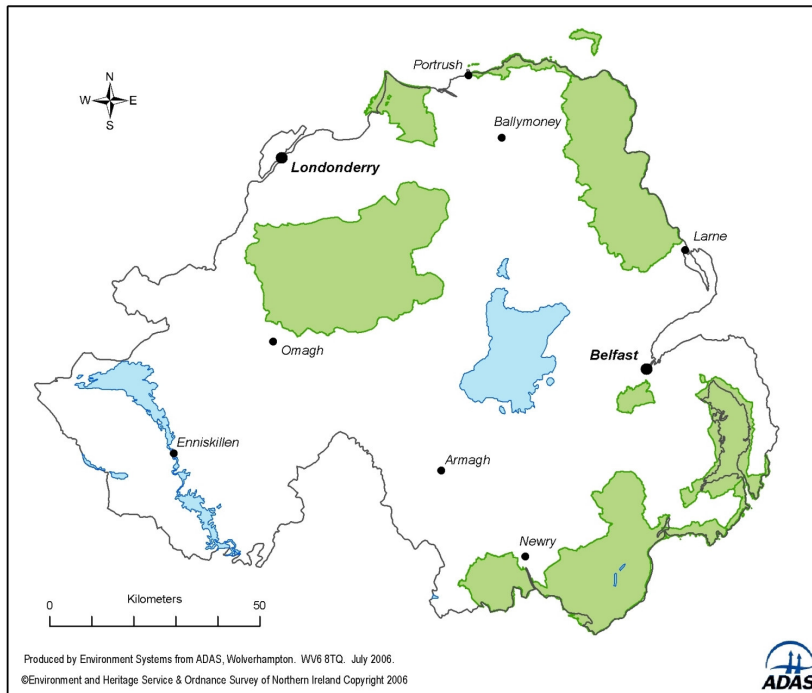 Portrush
N
W E
S
Ballymoney
Londonderry
Larne
Omagh
Belfast
Enniskillen
Armagh
Newry
Kilometers
0 50
Produced by Environment Systems from ADAS, Wolverhampton. WV6 8TQ. July 2006.
©Environment and Heritage Service & Ordnance Survey of Northern Ireland Copyright 2006
ADAS